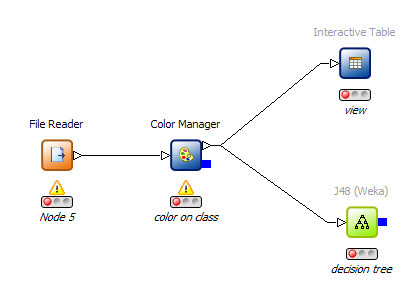 Interactive Table
view
File Reader
Node 5
Color Manager
color on class
J48 (Weka)
decision tree